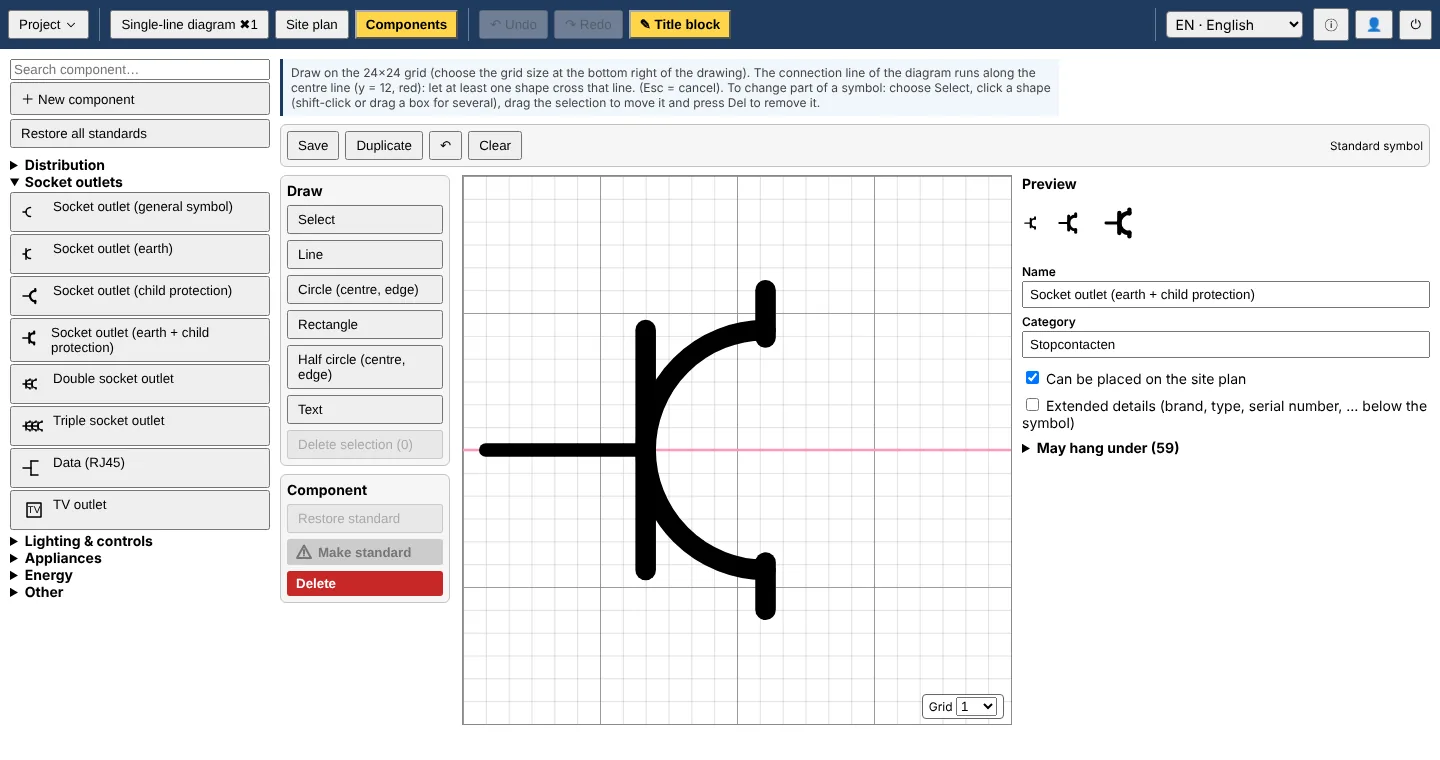 Project
Single-line diagram ⌘1
Site plan
Components
↶ Undo
↷ Redo
✎ Title block
EN · English
Search component…
+ New component
Restore all standards
Distribution
Socket outlets
Socket outlet (general symbol)
Socket outlet (earth)
Socket outlet (child protection)
Socket outlet (earth + child
protection)
Double socket outlet
Triple socket outlet
Data (RJ45)
TV
TV outlet
Lighting & controls
Appliances
Energy
Other
Draw on the 24×24 grid (choose the grid size at the bottom right of the drawing). The connection line of the diagram runs along the
centre line (y = 12, red): let at least one shape cross that line. (Esc = cancel). To change part of a symbol: choose Select, click a shape
(shift-click or drag a box for several), drag the selection to move it and press Del to remove it.
Save
Duplicate
↶
Clear
Standard symbol
Draw
Select
Line
Circle (centre, edge)
Rectangle
Half circle (centre,
edge)
Text
Delete selection (0)
Component
Restore standard
⚠ Make standard
Delete
Grid 1
Preview
Name
Socket outlet (earth + child protection)
Category
Stopcontacten
Can be placed on the site plan
Extended details (brand, type, serial number, … below the
symbol)
May hang under (59)